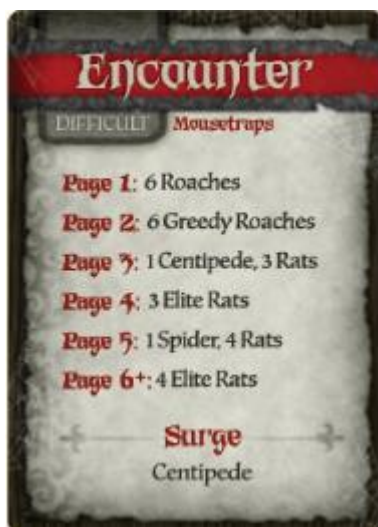 Encounter
DIFFICULT Mousetraps
Page 1: 6 Roaches
Page 2: 6 Greedy Roaches
Page 3: 1 Centipede, 3 Rats
Page 4: 3 Elite Rats
Page 5: 1 Spider, 4 Rats
Page 6+: 4 Elite Rats
Surge
Centipede